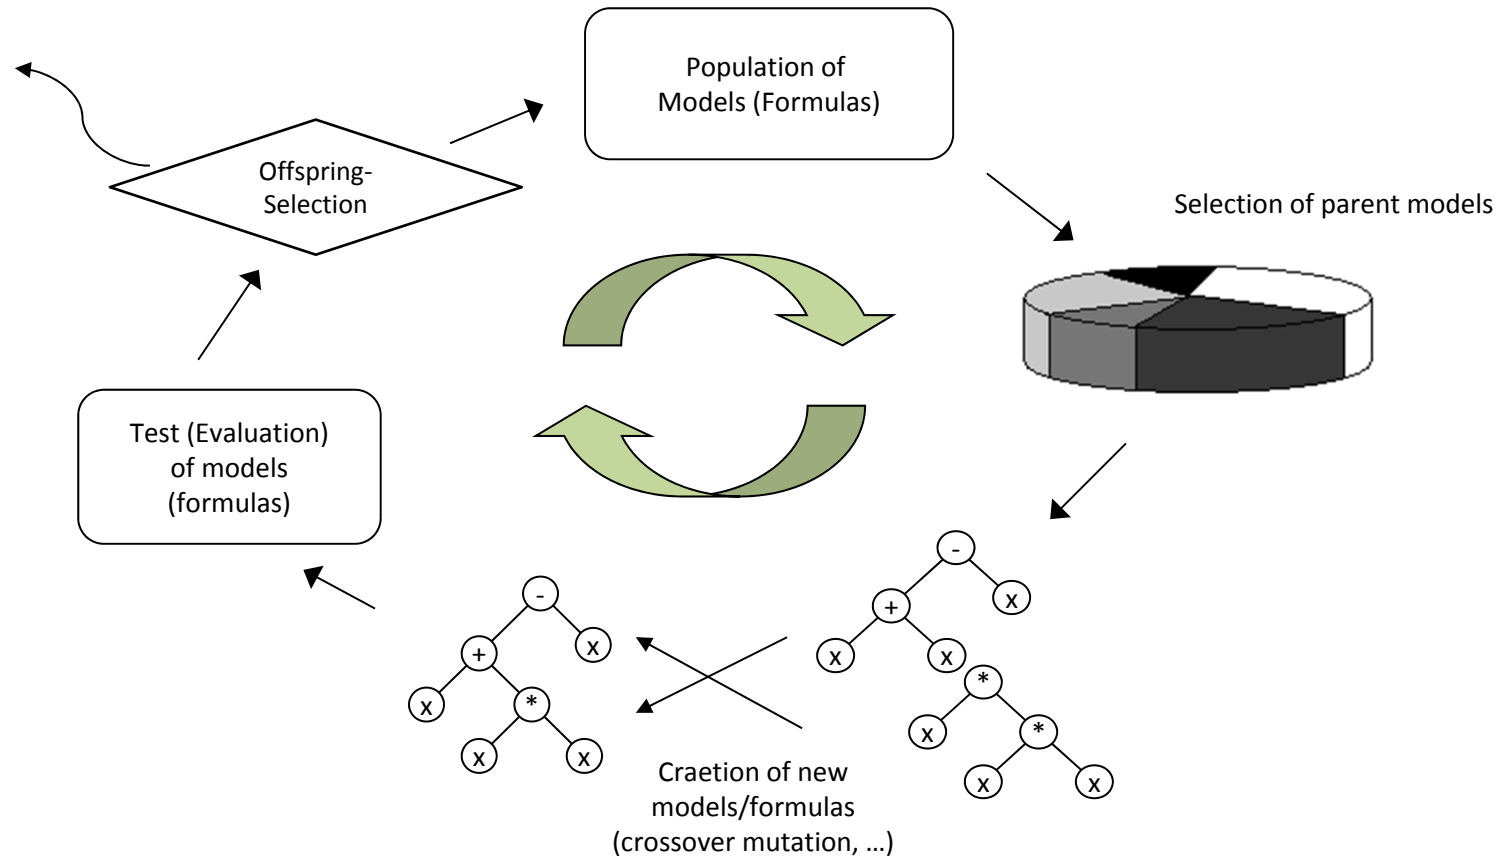 Population of
Models (Formulas)
Offspring-
Selection
Selection of parent models
Test (Evaluation)
of models
(formulas)
-
+
x
x
x
*
x
*
x
x
-
+
x
x
*
x
x
Craetion of new
models/formulas
(crossover mutation, ...)